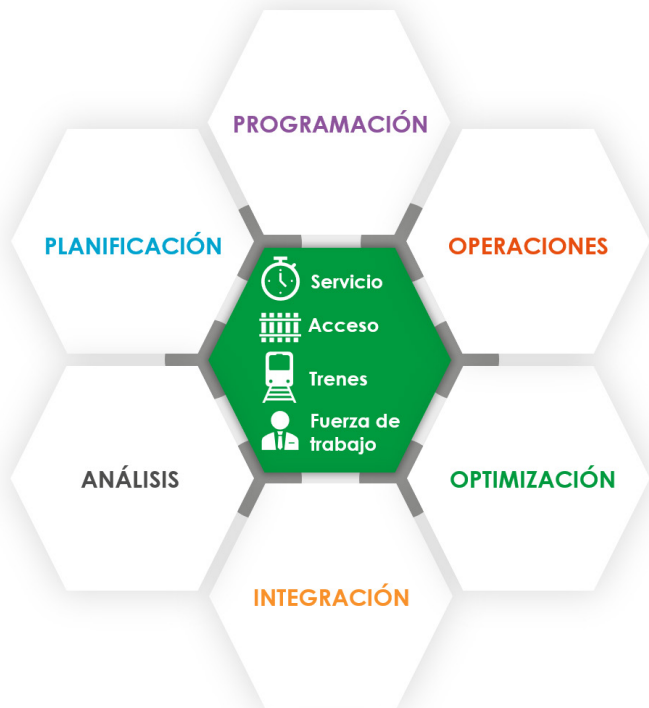 PROGRAMACIÓN
PLANIFICACIÓN
OPERACIONES
Servicio
Acceso
Trenes
Fuerza de
trabajo
ANÁLISIS
OPTIMIZACIÓN
INTEGRACIÓN